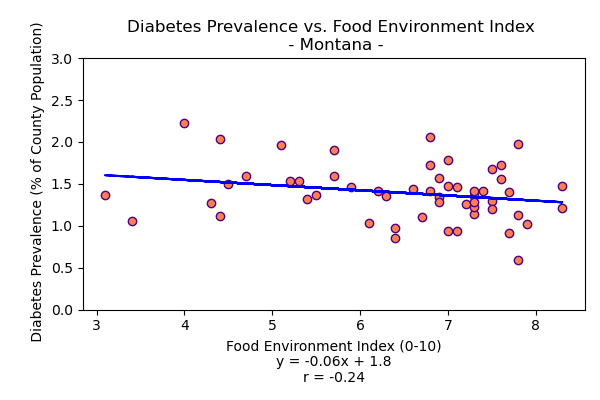 Diabetes Prevalence vs. Food Environment Index
- Montana -
Diabetes Prevalence (% of County Population)
3.0
2.5
2.0
1.5
1.0
0.5
0.0
3 4 5 6 7 8
Food Environment Index (0-10)
y = -0.06x + 1.8
r = -0.24